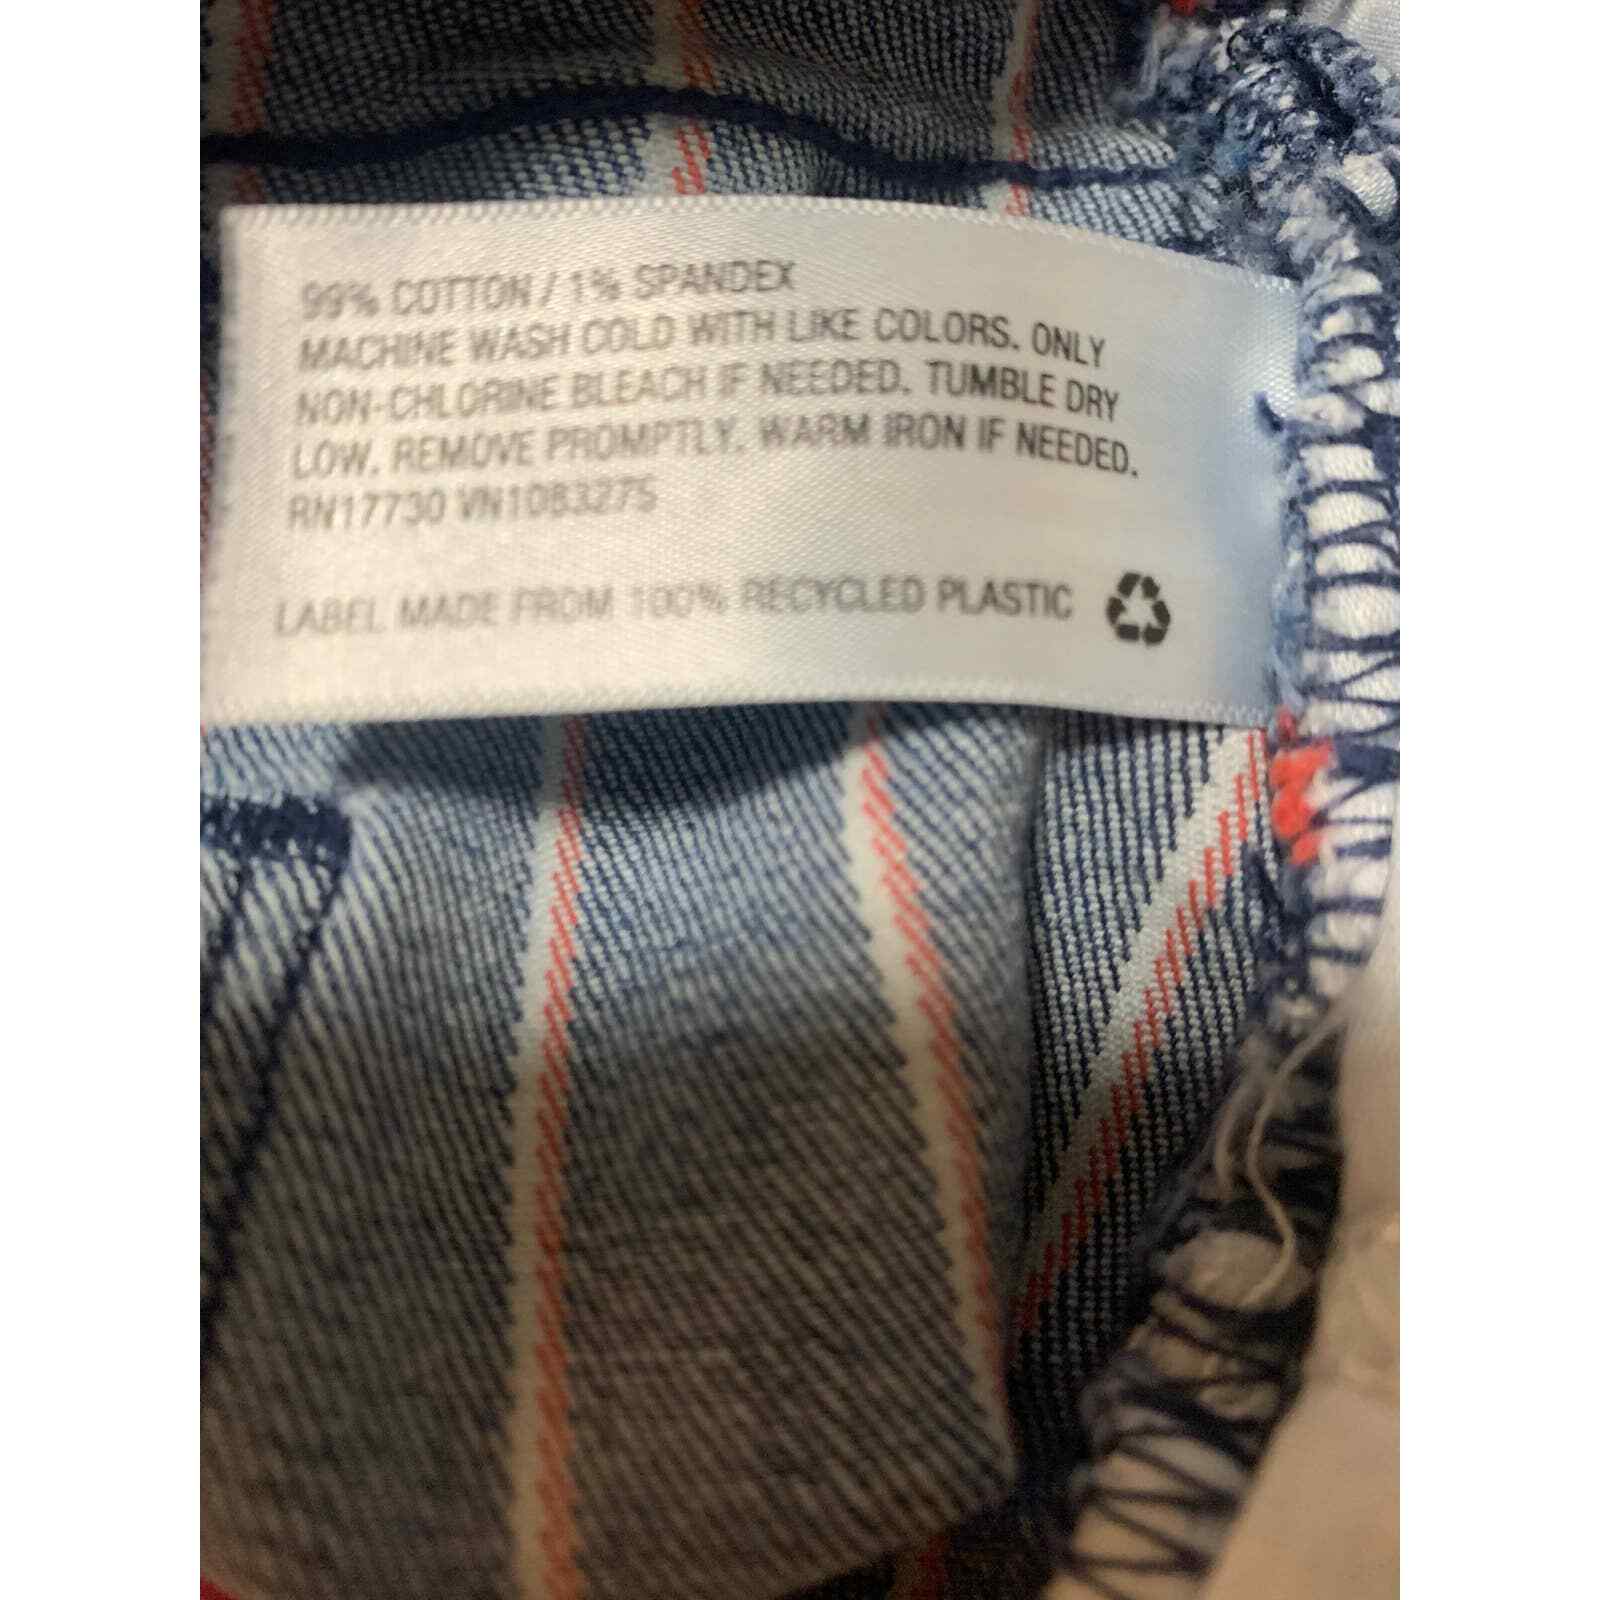 99% COTTON / 1% SPANDEX
MACHINE WASH COLD WITH LIKE COLORS. ONLY
NON-CHLORINE BLEACH IF NEEDED. TUMBLE DRY
LOW. REMOVE PROMPTLY. WARM IRON IF NEEDED.
RN17730 VN1083275
LABEL MADE FROM 100% RECYCLED PLASTIC